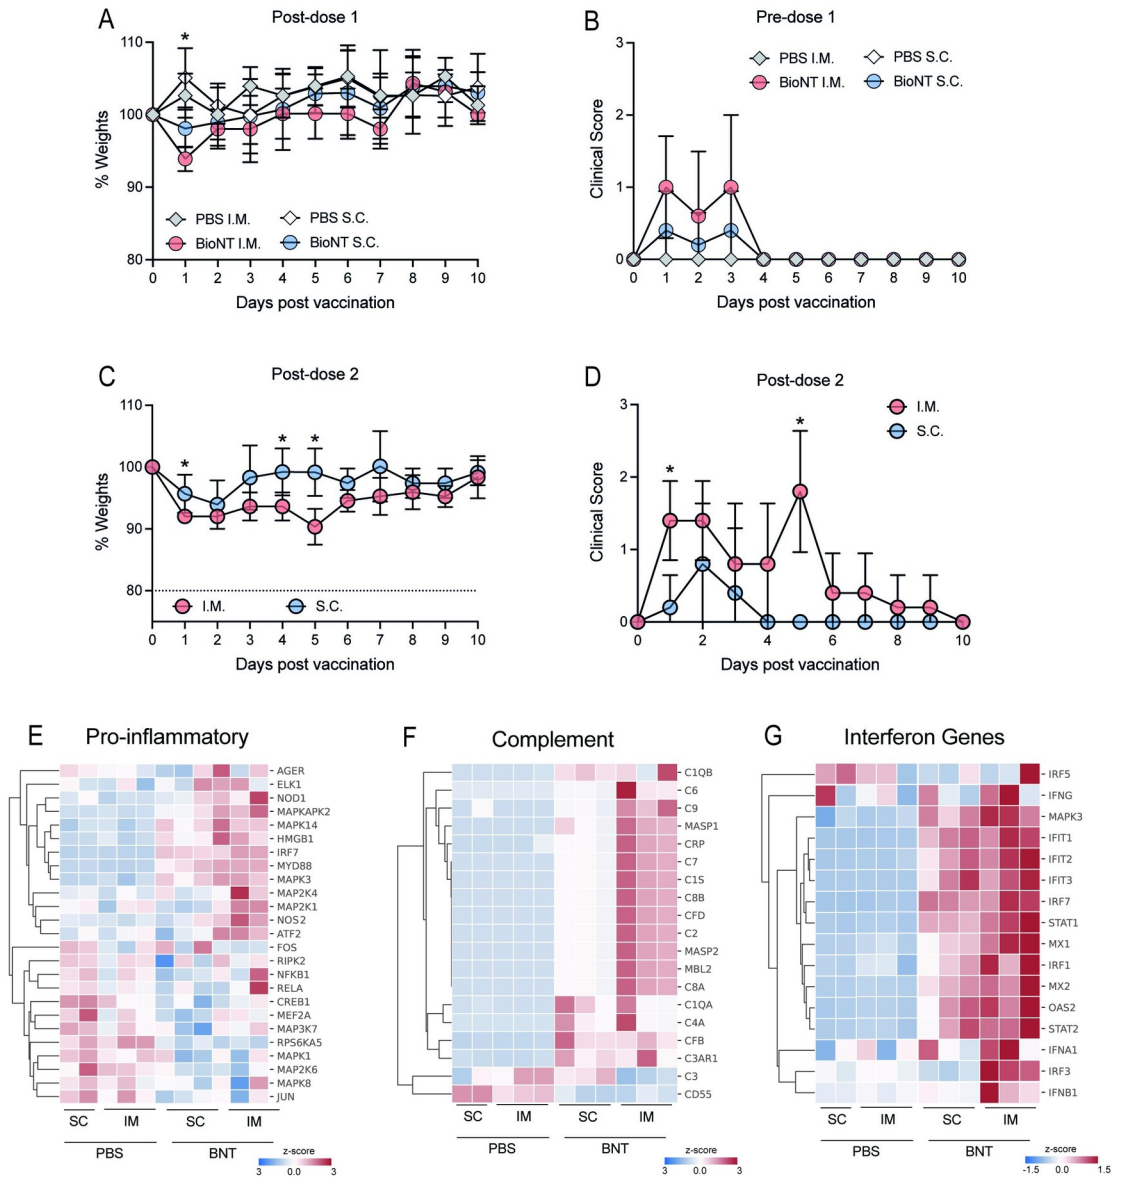 A
Post-dose 1
*
110
100
90
80
% Weights
PBS I.M.
PBS S.C.
BioNT I.M.
BioNT S.C.
0 1 2 3 4 5 6 7 8 9 10
Days post vaccination
B
Pre-dose 1
3
2
1
0
Clinical Score
PBS I.M.
PBS S.C.
BioNT I.M.
BioNT S.C.
0 1 2 3 4 5 6 7 8 9 10
Days post vaccination
C
Post-dose 2
* * *
110
100
90
80
% Weights
I.M.
S.C.
0 1 2 3 4 5 6 7 8 9 10
Days post vaccination
D
Post-dose 2
* *
3
2
1
0
Clinical Score
I.M.
S.C.
0 2 4 6 8 10
Days post vaccination
E
Pro-inflammatory
AGER
ELK1
NOD1
MAPKAPK2
MAPK14
HMGB1
IRF7
MYD88
MAPK3
MAP2K4
MAP2K1
NOS2
ATF2
FOS
RIPK2
NFKB1
RELA
CREB1
MEF2A
MAP3K7
RPS6KA5
MAPK1
MAP2K6
MAPK8
JUN
SC IM SC IM
PBS BNT
z-score
3 0.0 3
F
Complement
C1QB
C6
C9
MASP1
CRP
C7
C1S
C8B
CFD
C2
MASP2
MBL2
C8A
C1QA
C4A
CFB
C3AR1
C3
CD55
SC IM SC IM
PBS BNT
z-score
3 0.0 3
G
Interferon Genes
IRF5
IFNG
MAPK3
IFIT1
IFIT2
IFIT3
IRF7
STAT1
MX1
IRF1
MX2
OAS2
STAT2
IFNA1
IRF3
IFNB1
SC IM SC IM
PBS BNT
z-score
-1.5 0.0 1.5